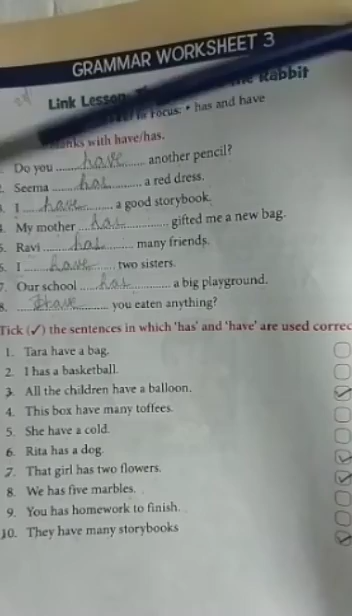 GRAMMAR WORKSHEET 3
Link Lesson Rabbit
in Focus: • has and have
with have/has.
Do you have another pencil?
2. Seema has a red dress.
3. I have a good storybook.
4. My mother has gifted me a new bag.
5. Ravi has many friends.
6. I have two sisters.
7. Our school has a big playground.
8. have you eaten anything?
Tick (✓) the sentences in which 'has' and 'have' are used correc
1. Tara have a bag.
2. I has a basketball.
3. All the children have a balloon. ✓
4. This box have many toffees.
5. She have a cold.
6. Rita has a dog. ✓
7. That girl has two flowers. ✓
8. We has five marbles.
9. You has homework to finish.
10. They have many storybooks ✓